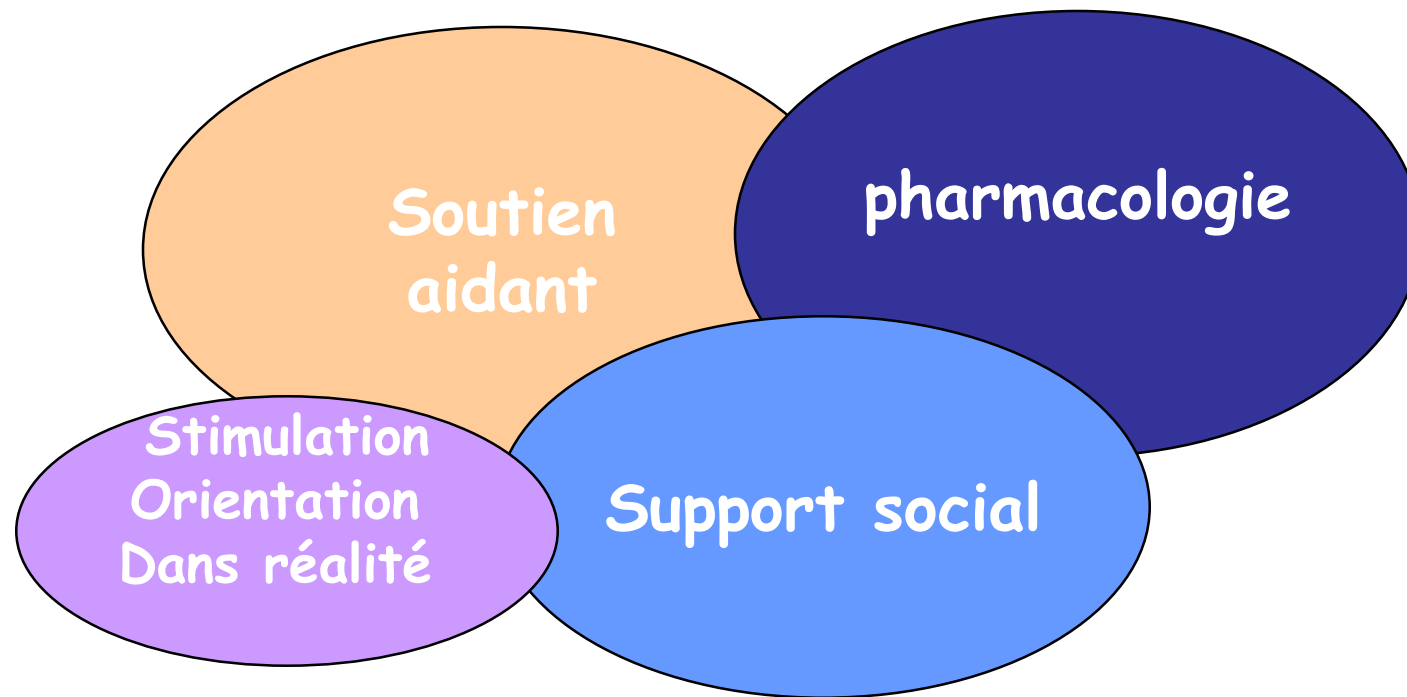 Soutien
aidant
pharmacologie
Stimulation
Orientation
Dans réalité
Support social